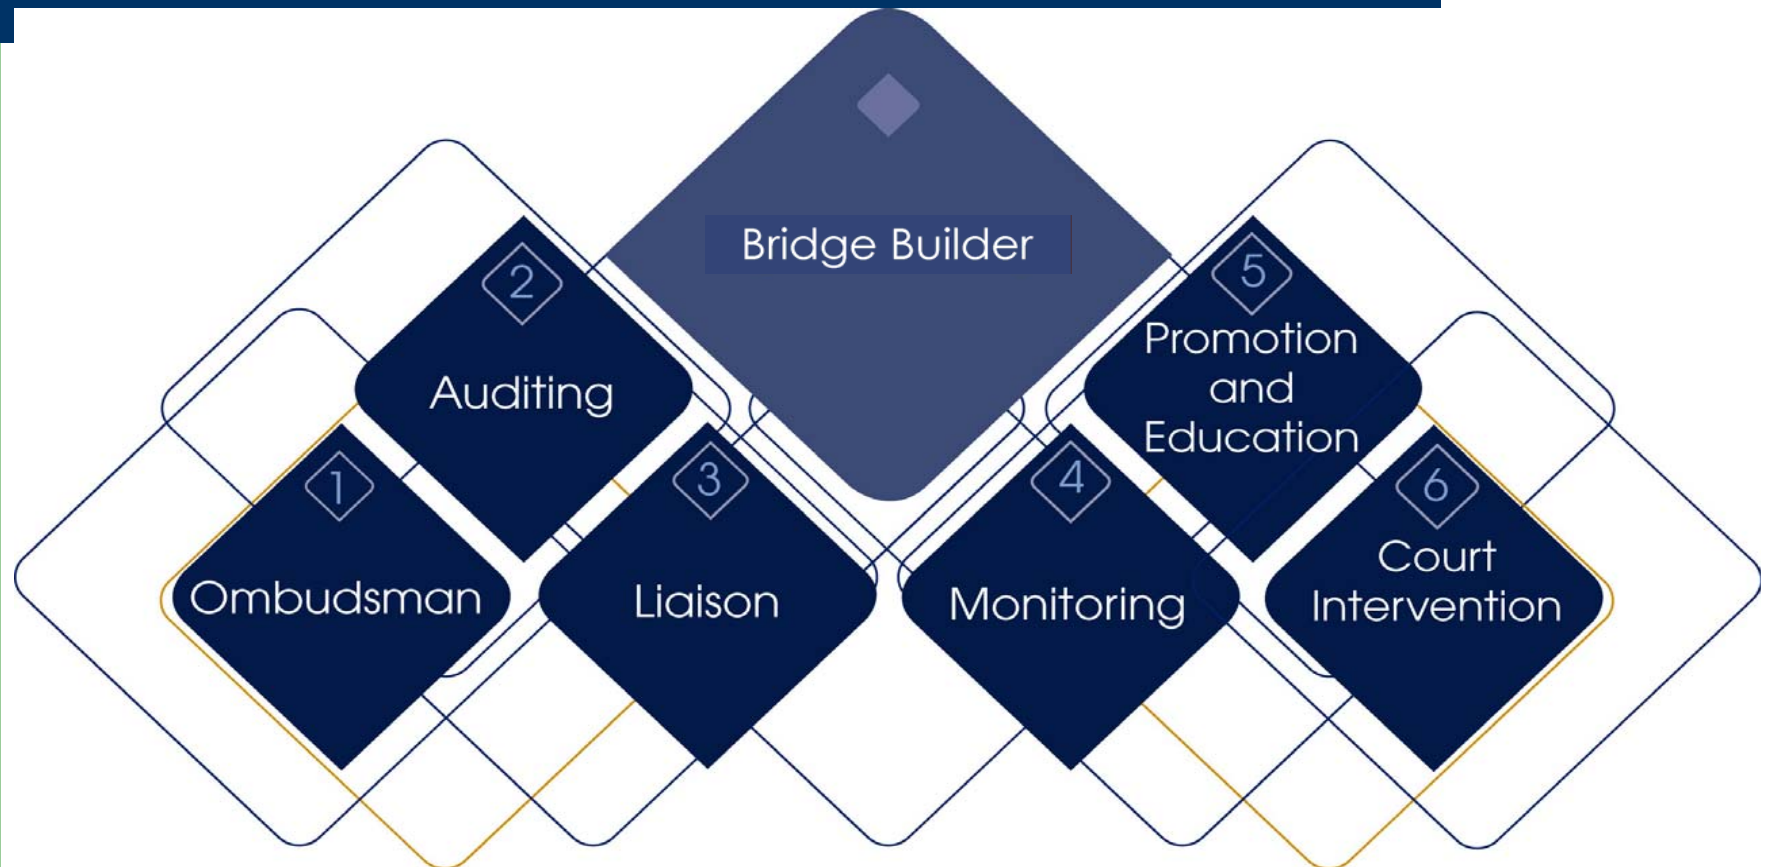 Bridge Builder
1
Ombudsman
2
Auditing
3
Liaison
4
Monitoring
5
Promotion
and
Education
6
Court
Intervention